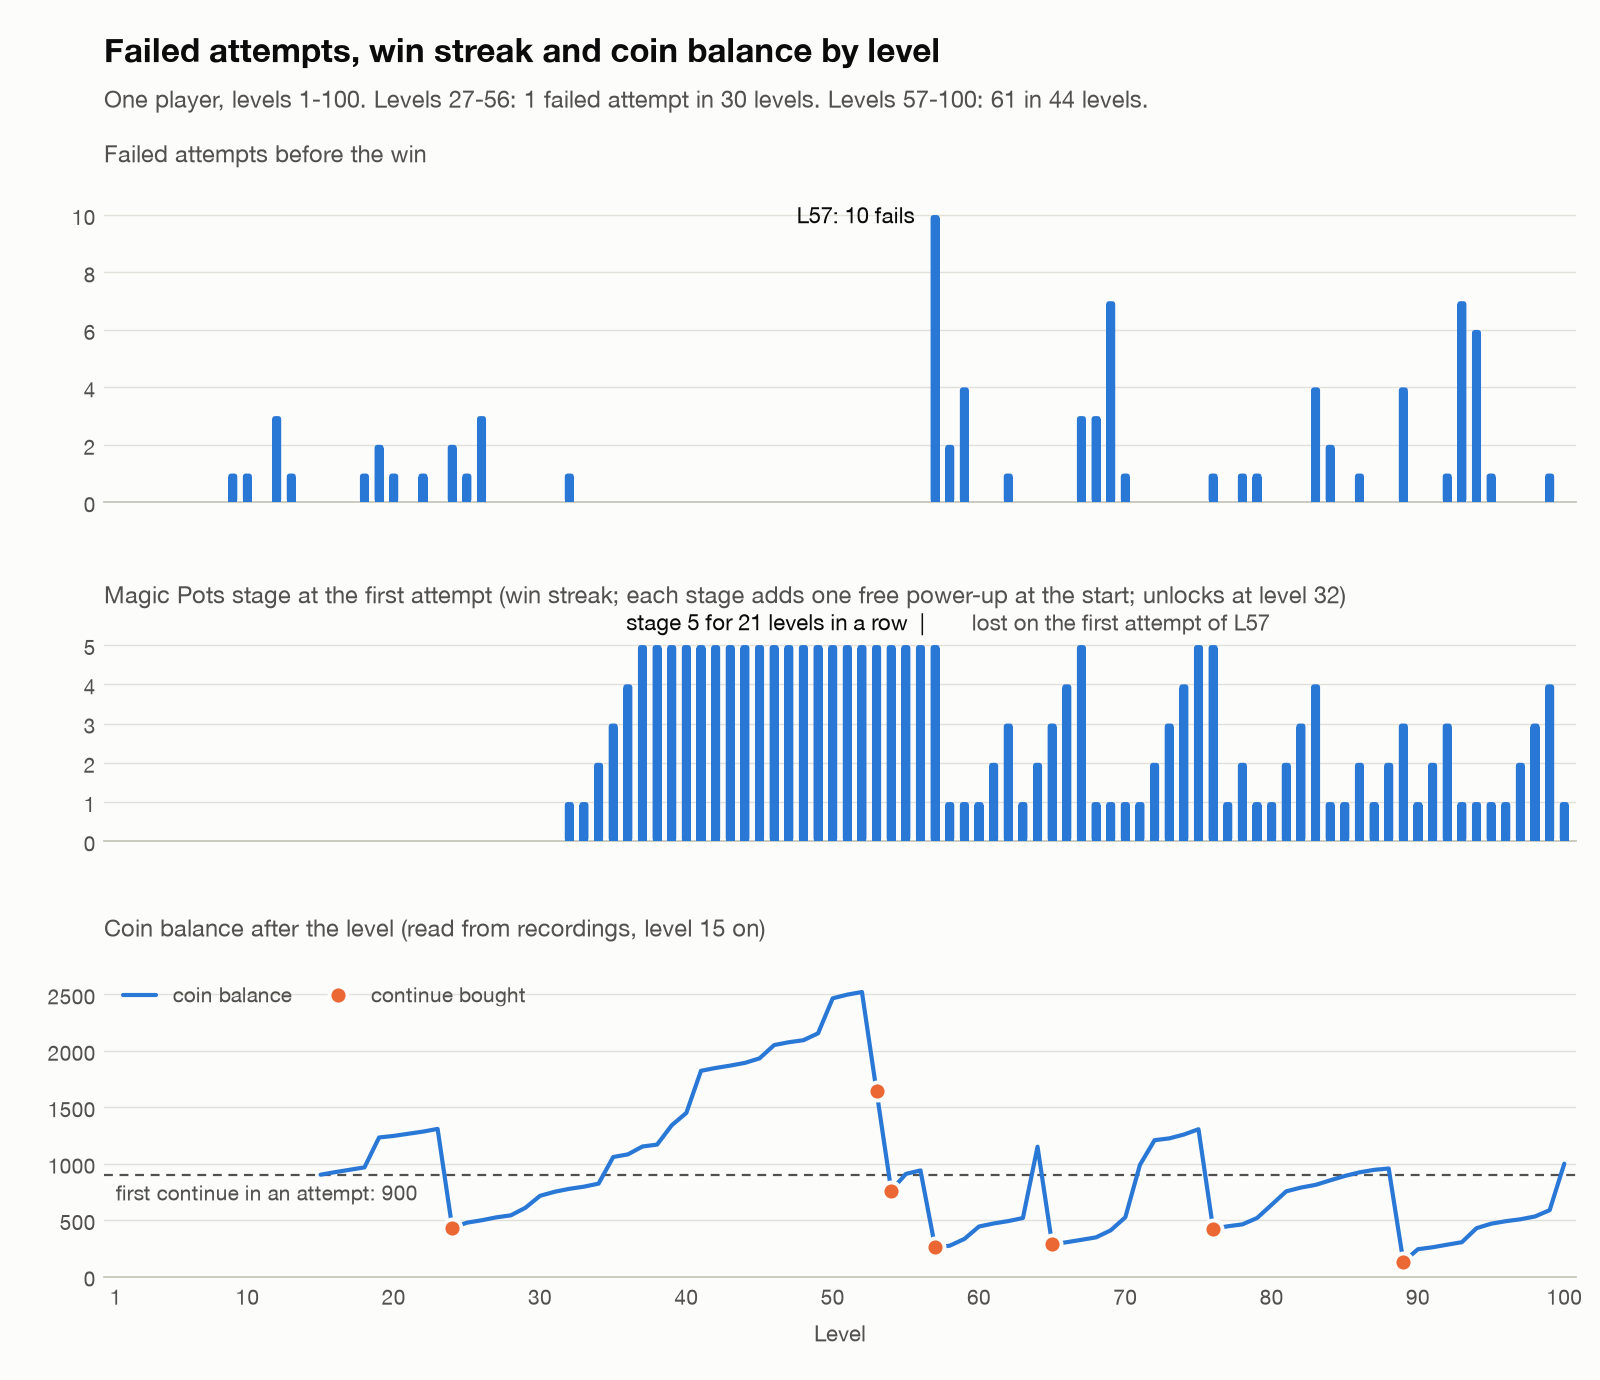 Failed attempts, win streak and coin balance by level
One player, levels 1-100. Levels 27-56: 1 failed attempt in 30 levels. Levels 57-100: 61 in 44 levels.
Failed attempts before the win
10
L57: 10 fails
8
6
4
2
0
Magic Pots stage at the first attempt (win streak; each stage adds one free power-up at the start; unlocks at level 32)
stage 5 for 21 levels in a row | lost on the first attempt of L57
5
4
3
2
1
0
Coin balance after the level (read from recordings, level 15 on)
2500
coin balance continue bought
2000
1500
1000
first continue in an attempt: 900
500
0
1 10 20 30 40 50 60 70 80 90 100
Level